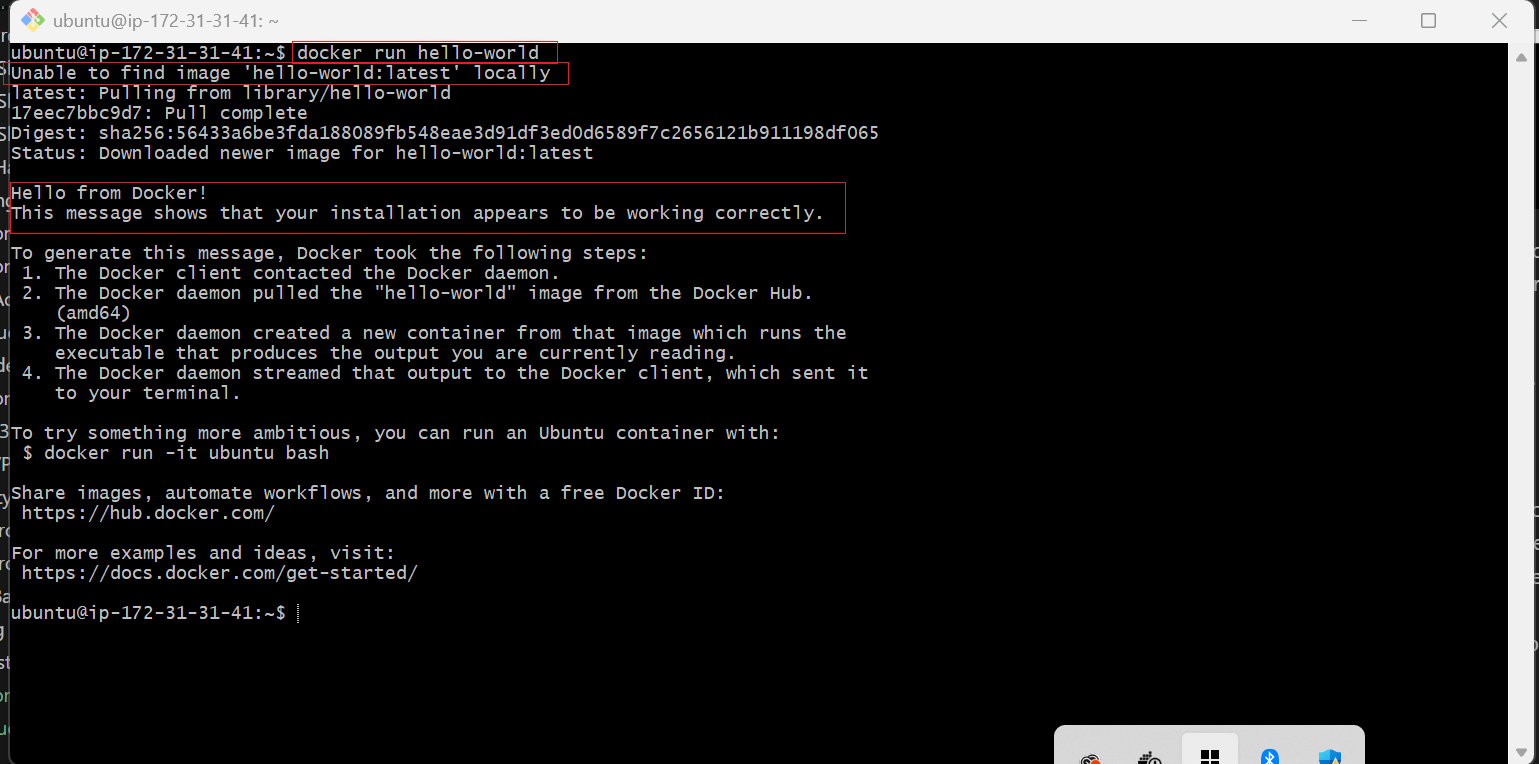 ubuntu@ip-172-31-31-41: ~
ubuntu@ip-172-31-31-41:~$ docker run hello-world
Unable to find image 'hello-world:latest' locally
latest: Pulling from library/hello-world
17eec7bbc9d7: Pull complete
Digest: sha256:56433a6be3fda188089fb548eae3d91df3ed0d6589f7c2656121b911198df065
Status: Downloaded newer image for hello-world:latest
Hello from Docker!
This message shows that your installation appears to be working correctly.
To generate this message, Docker took the following steps:
1. The Docker client contacted the Docker daemon.
2. The Docker daemon pulled the "hello-world" image from the Docker Hub.
(amd64)
3. The Docker daemon created a new container from that image which runs the
executable that produces the output you are currently reading.
4. The Docker daemon streamed that output to the Docker client, which sent it
to your terminal.
To try something more ambitious, you can run an Ubuntu container with:
$ docker run -it ubuntu bash
Share images, automate workflows, and more with a free Docker ID:
https://hub.docker.com/
For more examples and ideas, visit:
https://docs.docker.com/get-started/
ubuntu@ip-172-31-31-41:~$